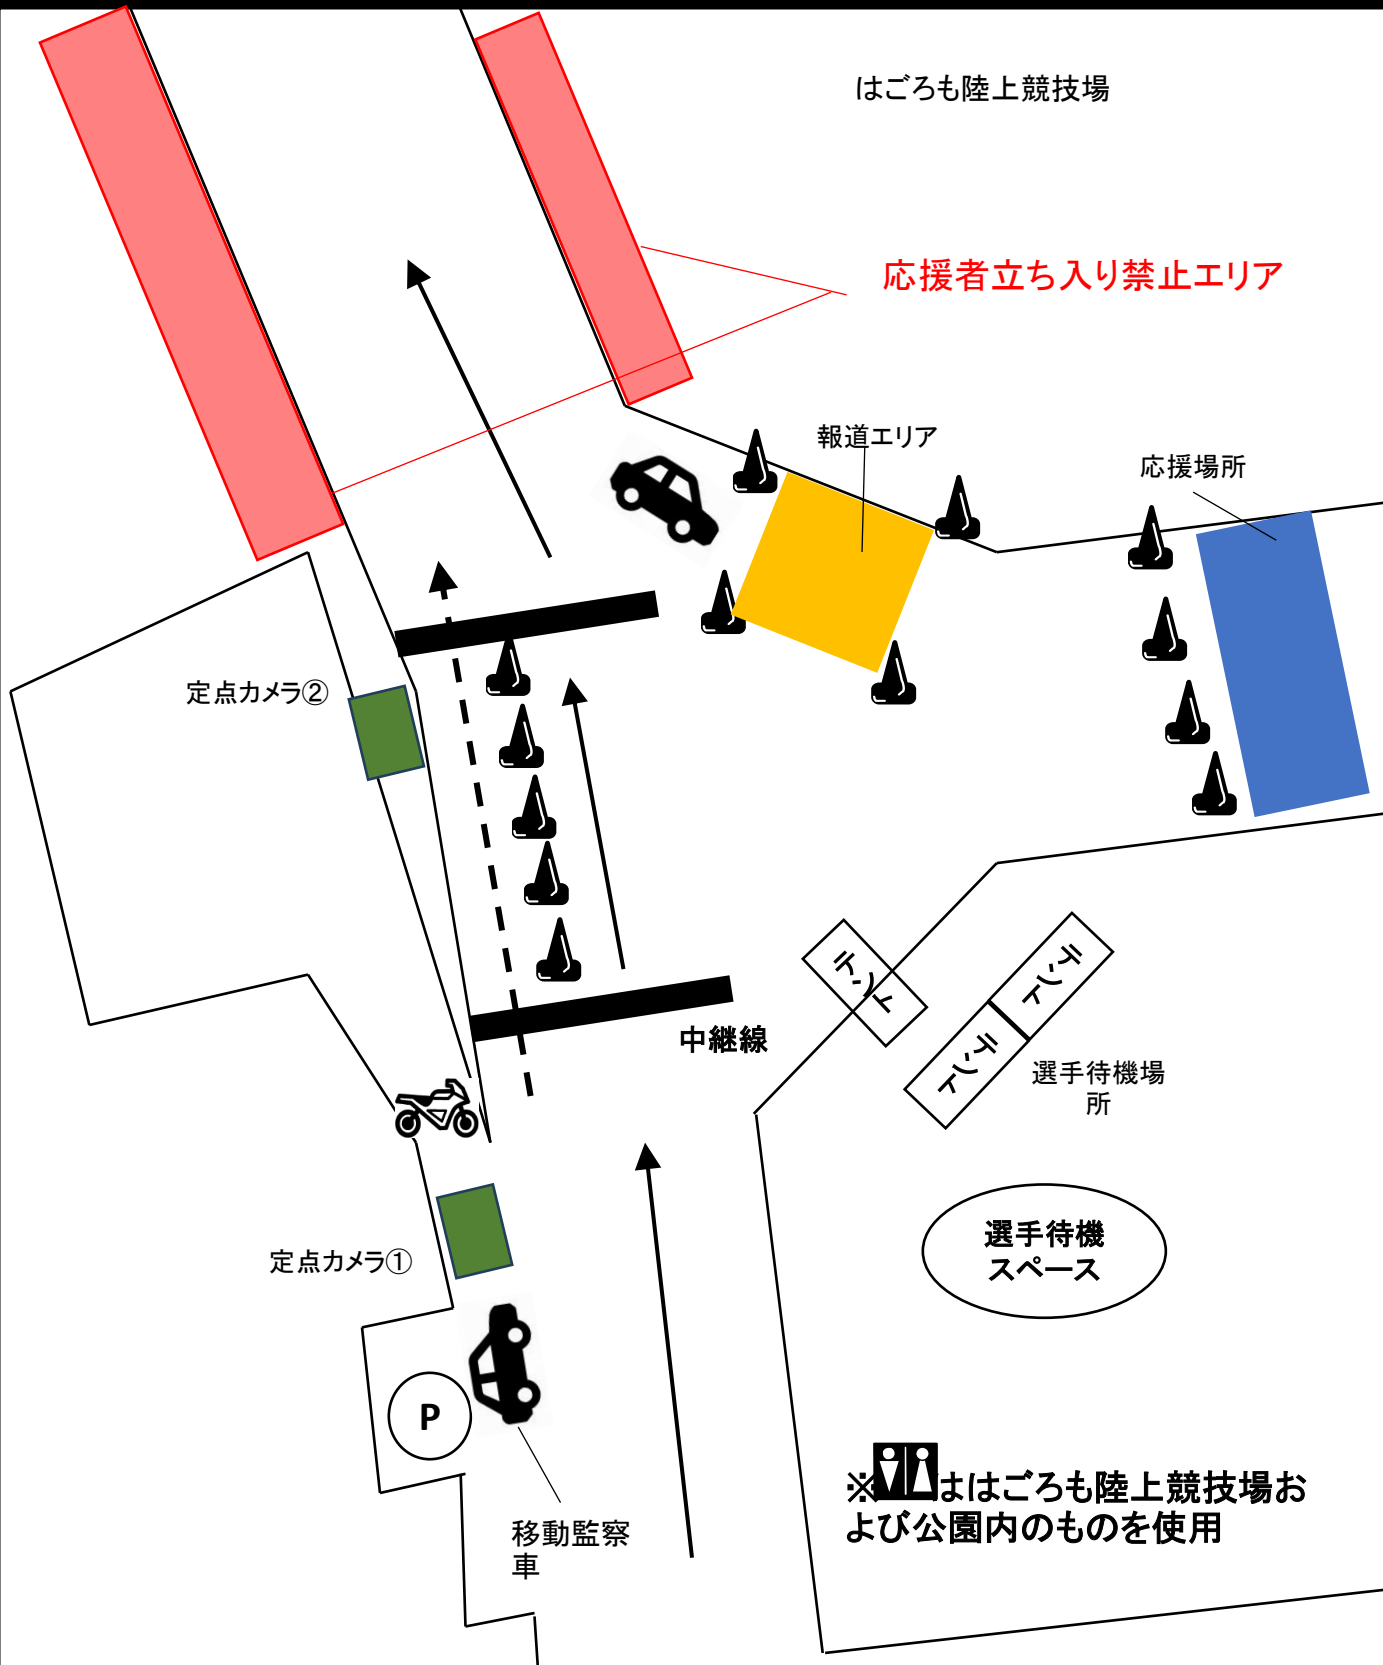 はごろも陸上競技場
応援者立ち入り禁止エリア
報道エリア
応援場所
定点カメラ②
テント
テント
テント
中継線
選手待機場
所
選手待機
スペース
定点カメラ①
P
※ははごろも陸上競技場お
よび公園内のものを使用
移動監察
車